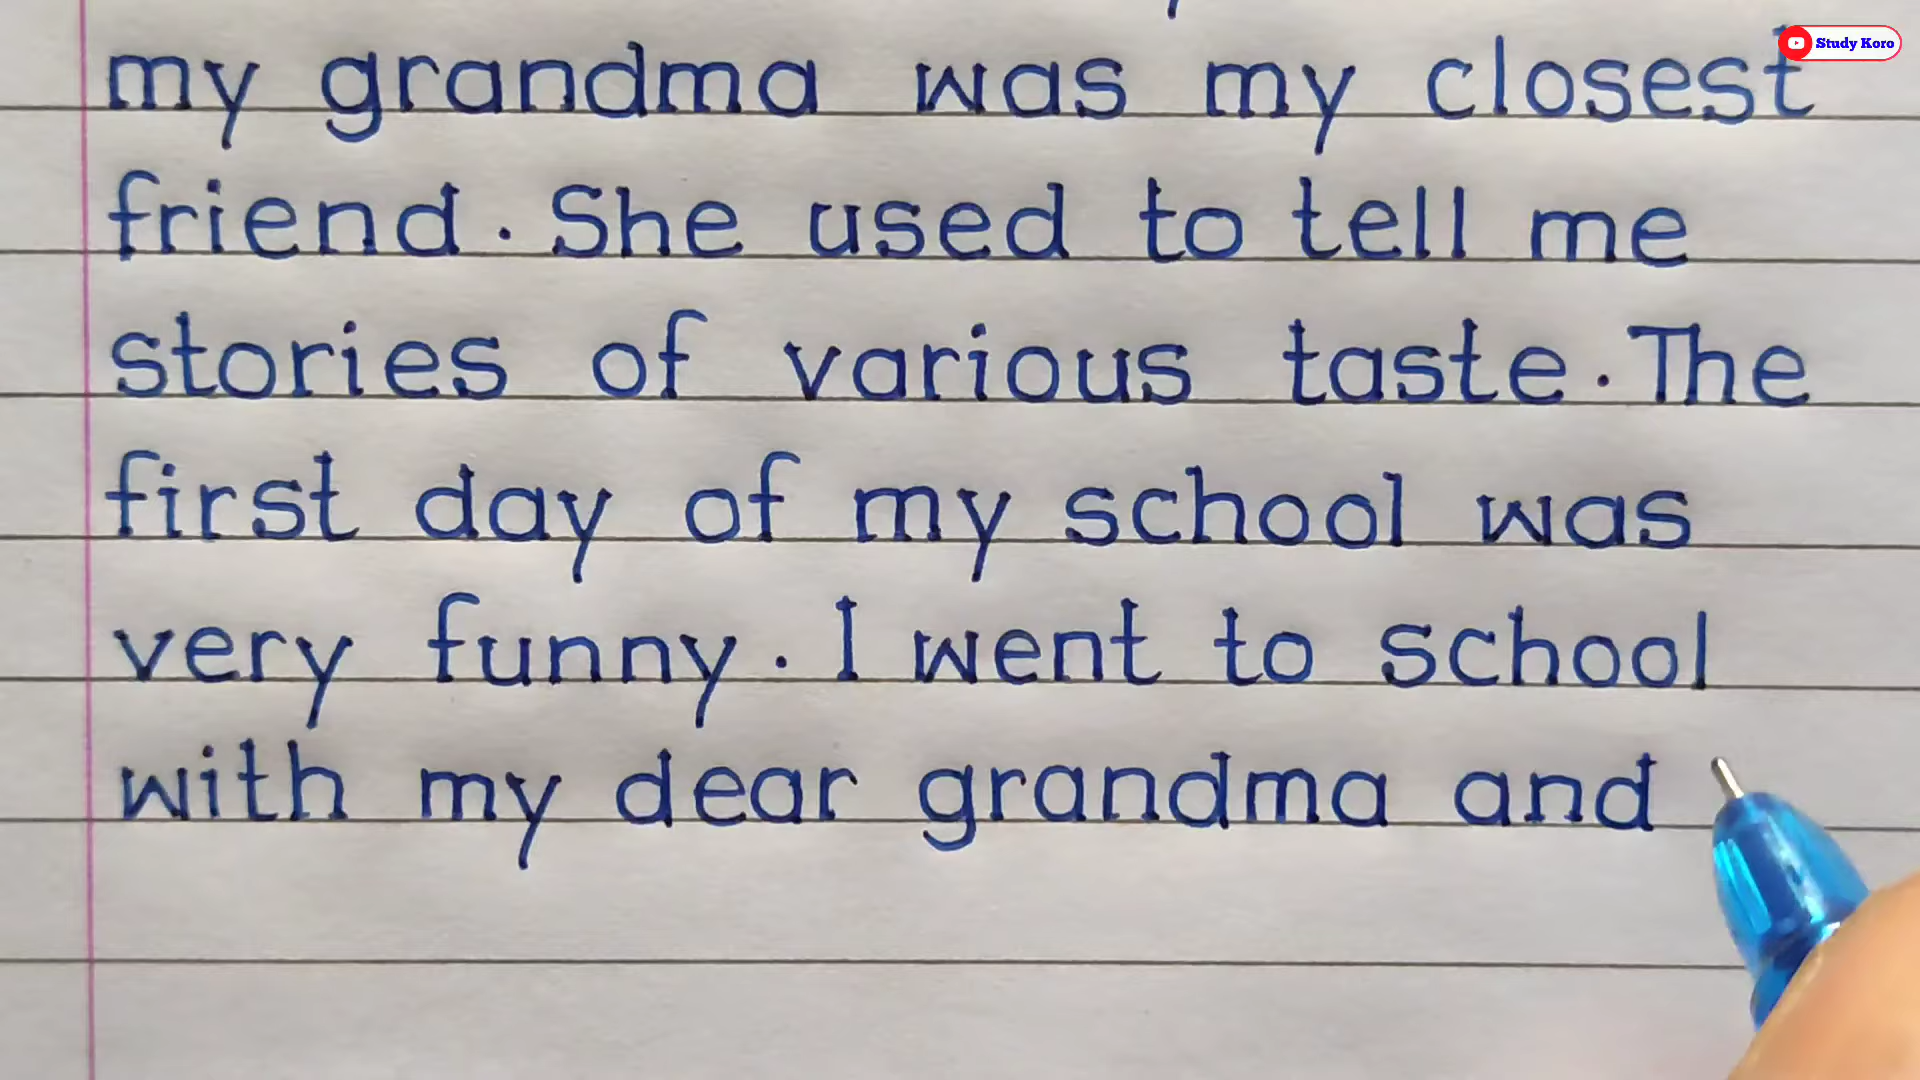 Study Koro
my grandma was my closest
friend. She used to tell me
stories of various taste. The
first day of my school was
very funny. I went to school
with my dear grandma and